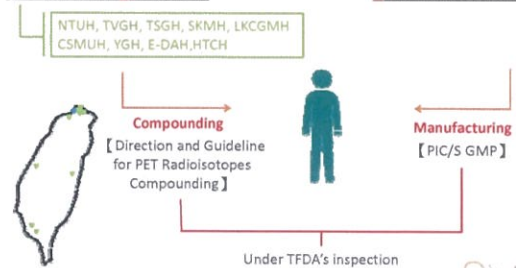 NTUH, TVGH, TSGH, SKMH, LKCGMH
CSMUH, YGH, E-DAH,HTCH
Compounding
【Direction and Guideline
for PET Radioisotopes
Compounding】
Manufacturing
【PIC/S GMP】
Under TFDA's inspection